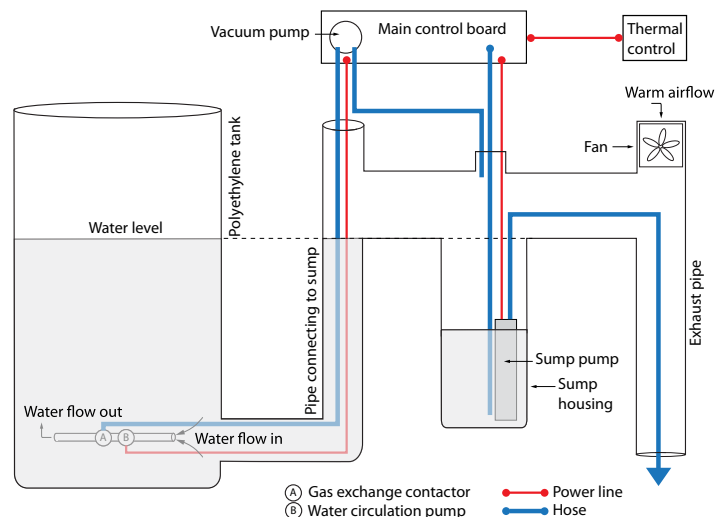 Vacuum pump
Main control board
Thermal
control
Warm airflow
Fan
Polyethylene tank
Water level
Pipe connecting to sump
Exhaust pipe
Sump pump
Sump
housing
Water flow out
A
B
Water flow in
A Gas exchange contactor
B Water circulation pump
Power line
Hose